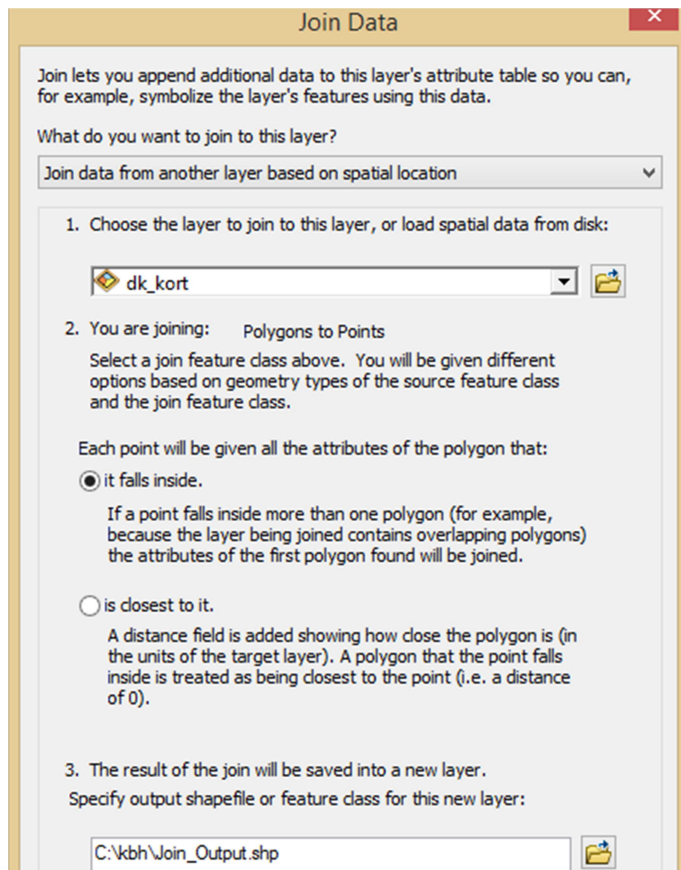 Join Data
Join lets you append additional data to this layer's attribute table so you can,
for example, symbolize the layer's features using this data.
What do you want to join to this layer?
Join data from another layer based on spatial location
1. Choose the layer to join to this layer, or load spatial data from disk:
dk_kort
2. You are joining: Polygons to Points
Select a join feature class above. You will be given different
options based on geometry types of the source feature class
and the join feature class.
Each point will be given all the attributes of the polygon that:
it falls inside.
If a point falls inside more than one polygon (for example,
because the layer being joined contains overlapping polygons)
the attributes of the first polygon found will be joined.
is closest to it.
A distance field is added showing how close the polygon is (in
the units of the target layer). A polygon that the point falls
inside is treated as being closest to the point (i.e. a distance
of 0).
3. The result of the join will be saved into a new layer.
Specify output shapefile or feature class for this new layer:
C:\kbh\Join_Output.shp